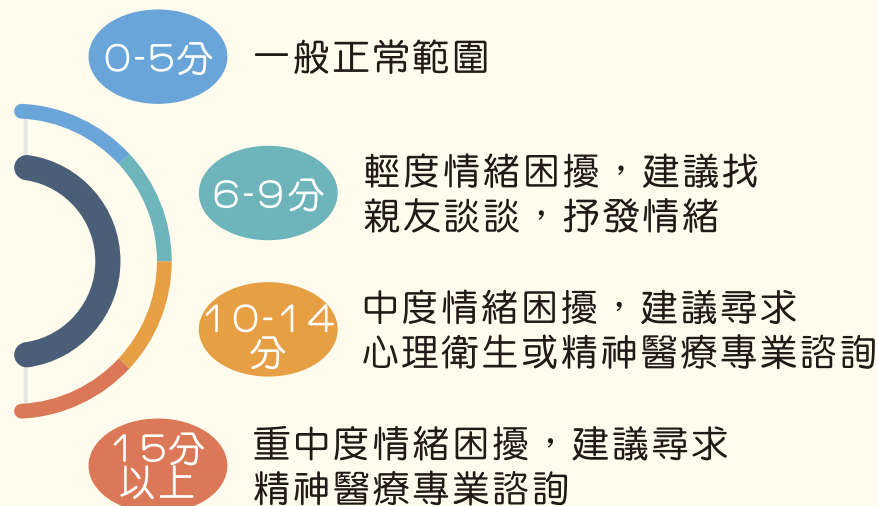 0-5分
一般正常範圍
6-9分
輕度情緒困擾，建議找
親友談談，抒發情緒
10-14
分
中度情緒困擾，建議尋求
心理衛生或精神醫療專業諮詢
15分
以上
重中度情緒困擾，建議尋求
精神醫療專業諮詢